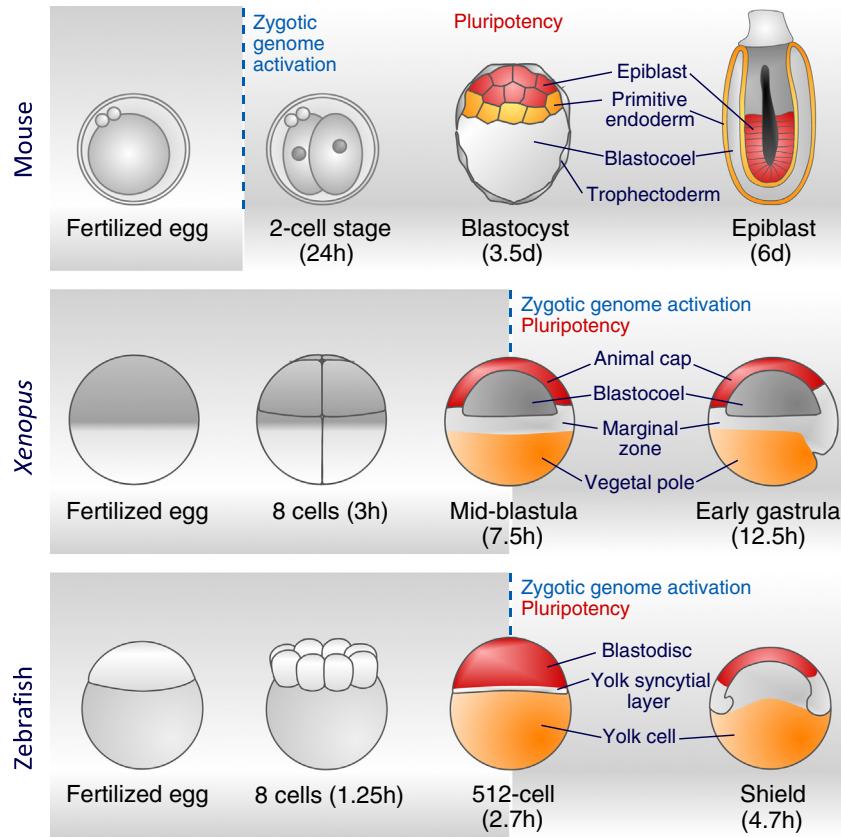 Mouse
Zygotic
genome
activation
Pluripotency
Epiblast
Primitive
endoderm
Blastocoel
Trophectoderm
Fertilized egg
2-cell stage
(24h)
Blastocyst
(3.5d)
Epiblast
(6d)
Xenopus
Zygotic genome activation
Pluripotency
Animal cap
Blastocoel
Marginal
zone
Vegetal pole
Fertilized egg
8 cells (3h)
Mid-blastula
(7.5h)
Early gastrula
(12.5h)
Zebrafish
Zygotic genome activation
Pluripotency
Blastodisc
Yolk syncytial
layer
Yolk cell
Fertilized egg
8 cells (1.25h)
512-cell
(2.7h)
Shield
(4.7h)